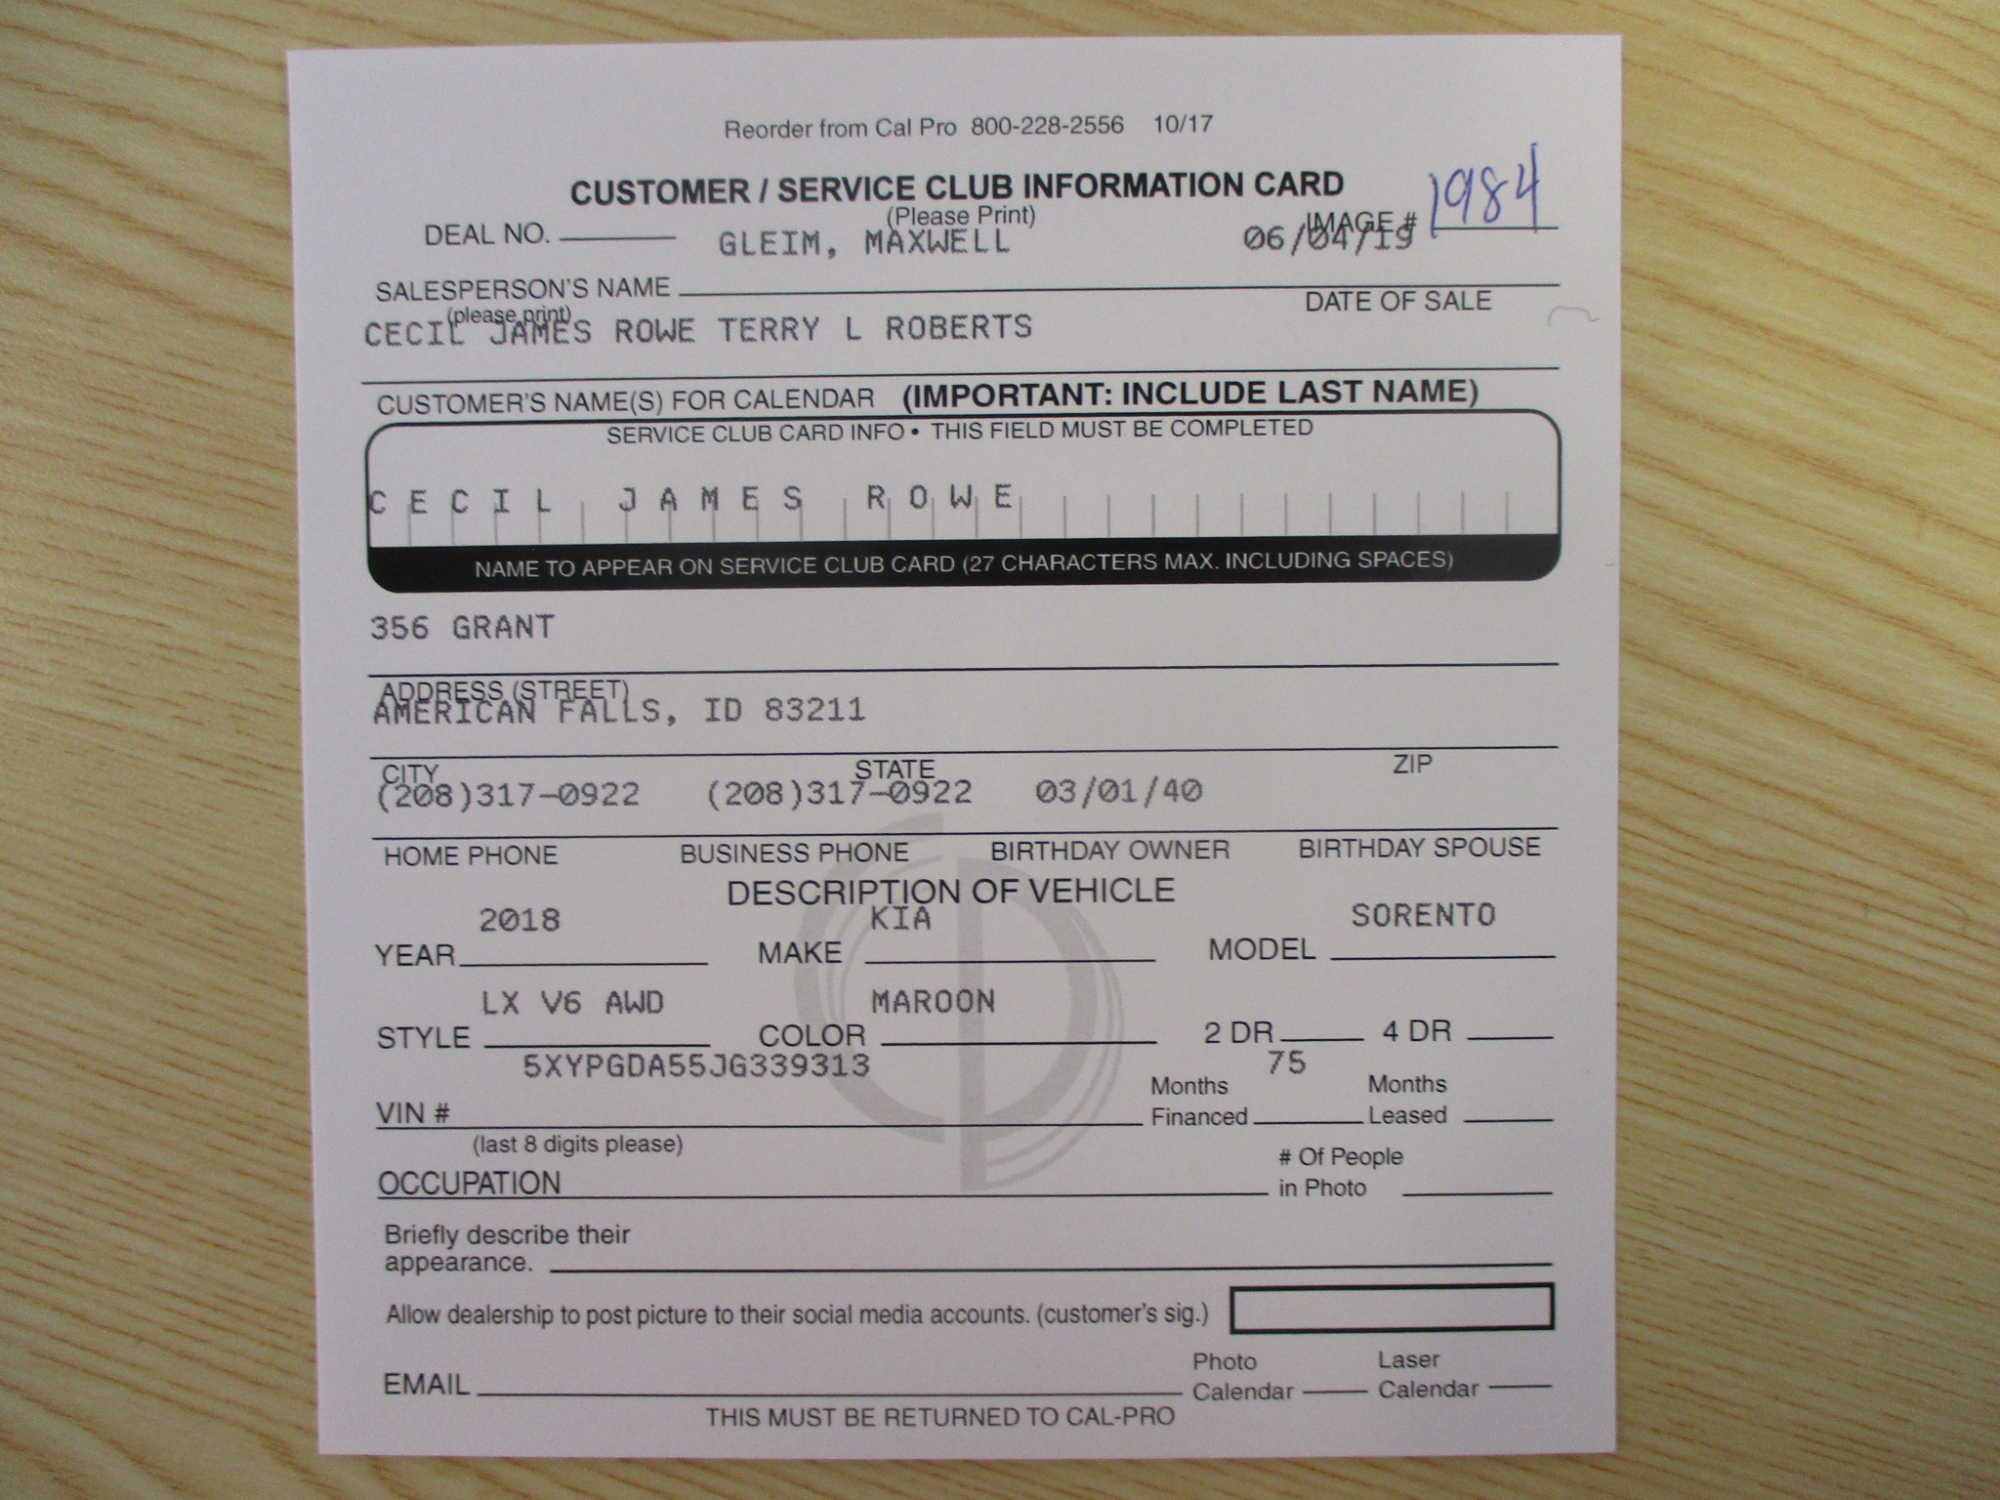 Reorder from Cal Pro 800-228-2556 10/17
CUSTOMER / SERVICE CLUB INFORMATION CARD
(Please Print)
DEAL NO. IMAGE # 1984
GLEIM, MAXWELL 06/04/19
SALESPERSON'S NAME
(please print) DATE OF SALE
CECIL JAMES ROWE TERRY L ROBERTS
CUSTOMER'S NAME(S) FOR CALENDAR (IMPORTANT: INCLUDE LAST NAME)
SERVICE CLUB CARD INFO • THIS FIELD MUST BE COMPLETED
CECIL JAMES ROWE
NAME TO APPEAR ON SERVICE CLUB CARD (27 CHARACTERS MAX. INCLUDING SPACES)
356 GRANT
ADDRESS (STREET)
AMERICAN FALLS, ID 83211
CITY STATE ZIP
(208)317-0922 (208)317-0922 03/01/40
HOME PHONE BUSINESS PHONE BIRTHDAY OWNER BIRTHDAY SPOUSE
DESCRIPTION OF VEHICLE
2018 KIA SORENTO
YEAR MAKE MODEL
LX V6 AWD MAROON
STYLE COLOR 2 DR 4 DR
5XYPGDA55JG339313 75
VIN # Months Financed Months Leased
(last 8 digits please)
OCCUPATION # Of People in Photo
Briefly describe their
appearance.
Allow dealership to post picture to their social media accounts. (customer's sig.)
EMAIL Photo Calendar Laser Calendar
THIS MUST BE RETURNED TO CAL-PRO